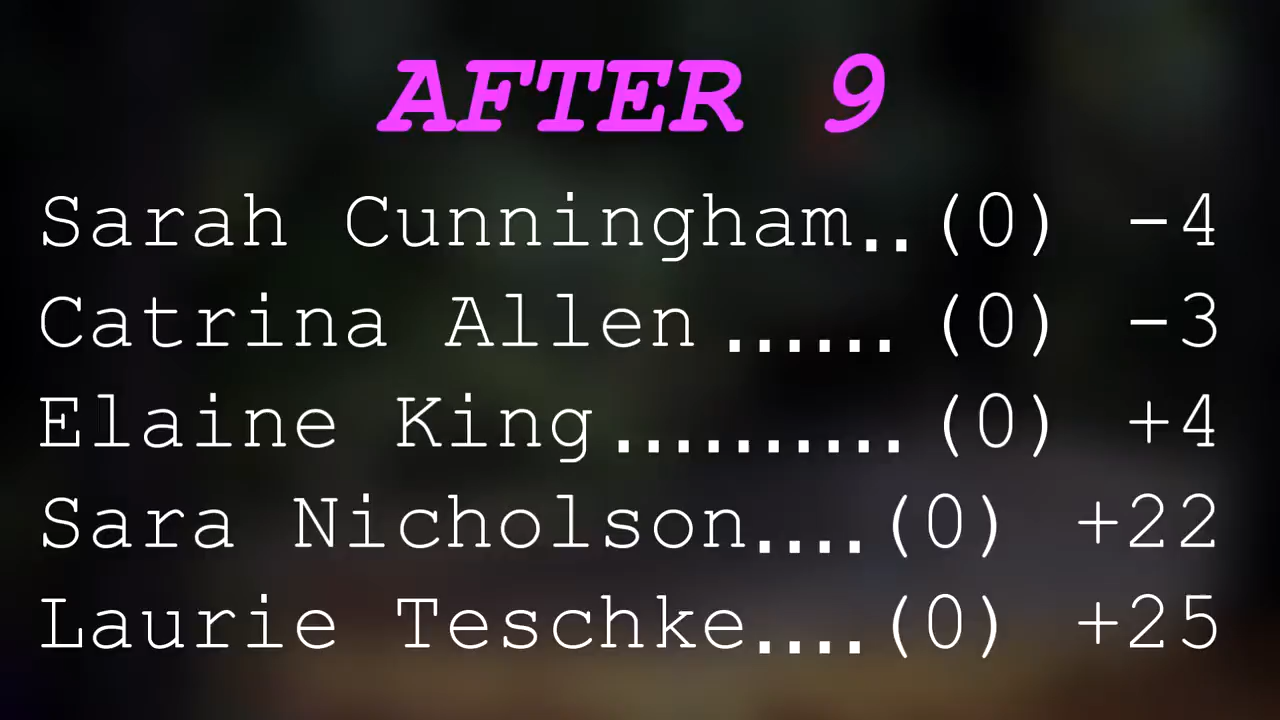 AFTER 9
Sarah Cunningham..(0) -4
Catrina Allen ...... (0) -3
Elaine King .......... (0) +4
Sara Nicholson....(0) +22
Laurie Teschke....(0) +25